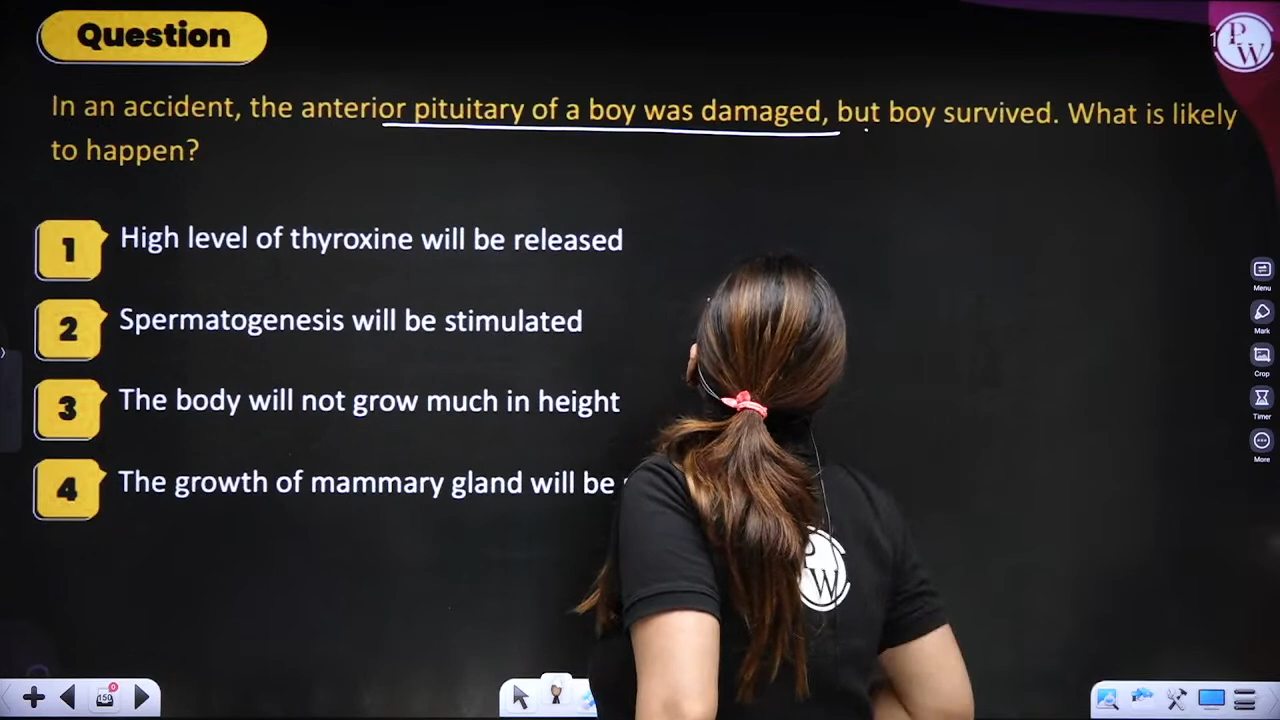 Question
In an accident, the anterior pituitary of a boy was damaged, but boy survived. What is likely
to happen?
1 High level of thyroxine will be released
2 Spermatogenesis will be stimulated
3 The body will not grow much in height
4 The growth of mammary gland will be
P
W
Menu
Mark
Crop
Timer
More
W
150
0